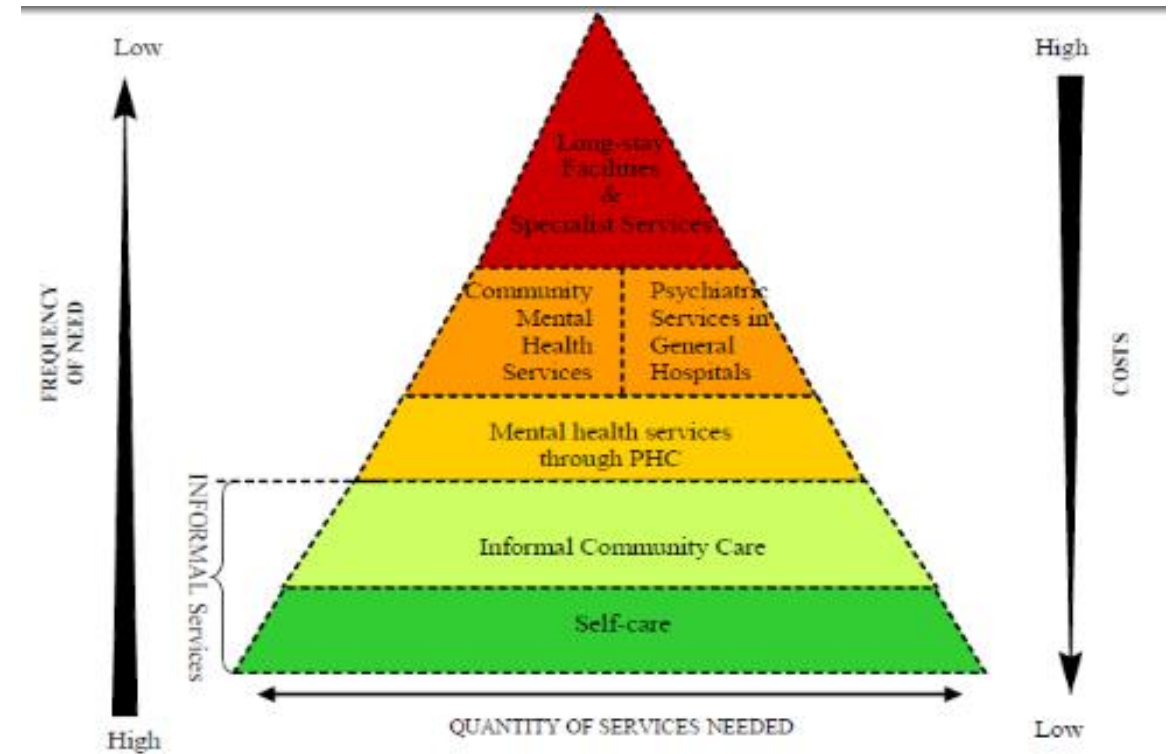 Low
High
Long-stay
Facilities
&
Specialist Services
Community
Mental
Health
Services
Psychiatric
Services in
General
Hospitals
FREQUENCY
OF NEED
COSTS
Mental health services
through PHC
INFORMAL Services
Informal Community Care
Self-care
QUANTITY OF SERVICES NEEDED
High
Low